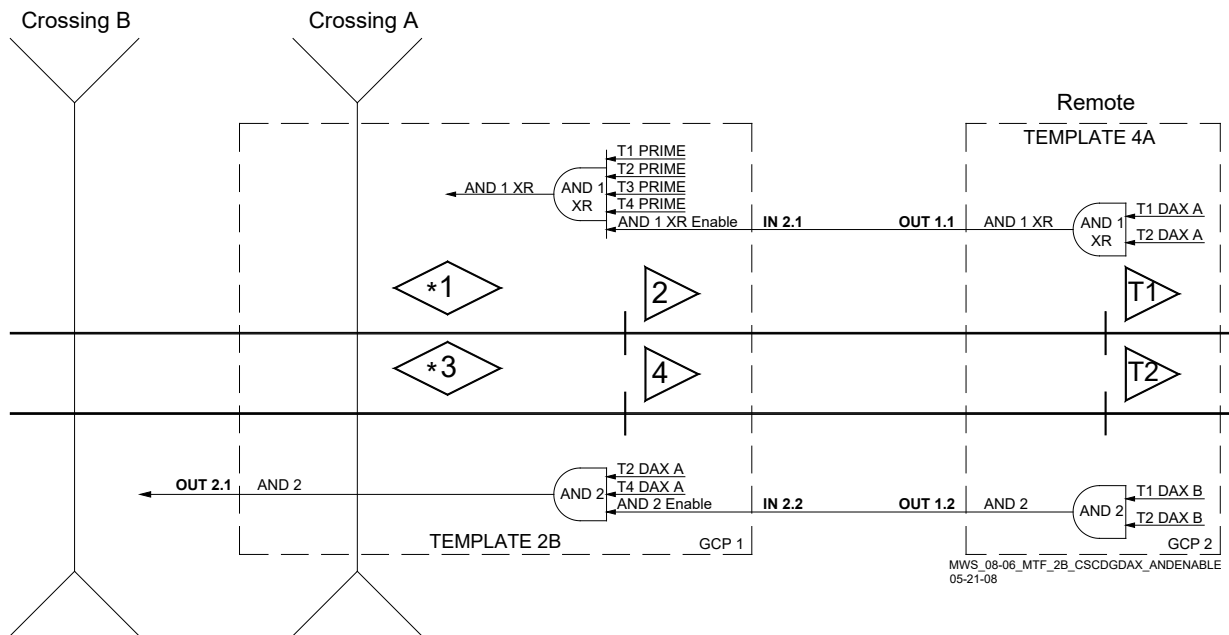 Crossing B
Crossing A
Remote
TEMPLATE 4A
T1 PRIME
T2 PRIME
T3 PRIME
T4 PRIME
AND 1 XR Enable
AND 1 XR
AND 1
XR
IN 2.1
OUT 1.1
AND 1 XR
AND 1
XR
T1 DAX A
T2 DAX A
*1
2
T1
*3
4
T2
OUT 2.1
AND 2
AND 2
T2 DAX A
T4 DAX A
AND 2 Enable
IN 2.2
OUT 1.2
AND 2
AND 2
T1 DAX B
T2 DAX B
TEMPLATE 2B
GCP 1
GCP 2
MWS_08-06_MTF_2B_CSCDGDAX_ANDENABLE
05-21-08